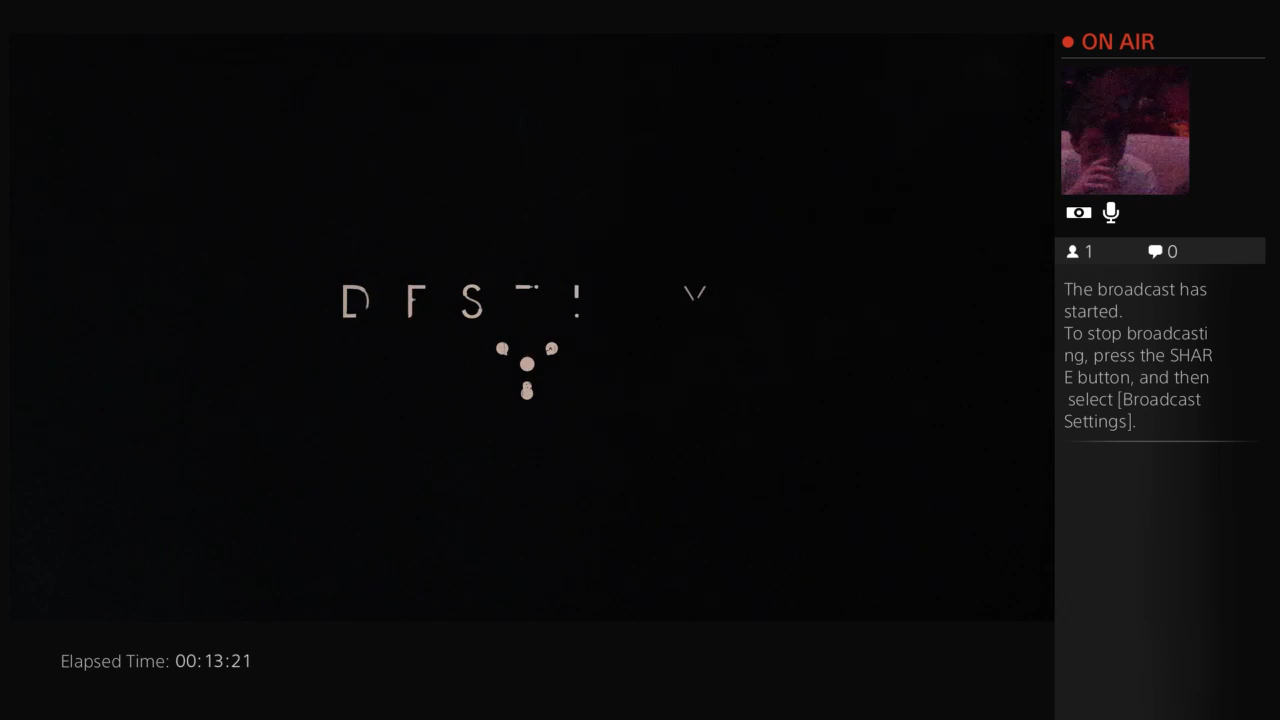 ON AIR
1 0
The broadcast has
started.
To stop broadcasti
ng, press the SHAR
E button, and then
select [Broadcast
Settings].
D E S T I Y
Elapsed Time: 00:13:21